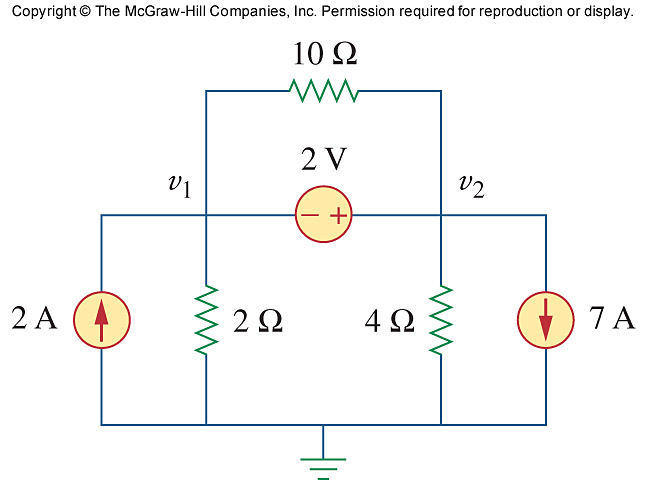 Copyright © The McGraw-Hill Companies, Inc. Permission required for reproduction or display.
10 Ω
2 V
v1
v2
− +
2 A
2 Ω
4 Ω
7 A